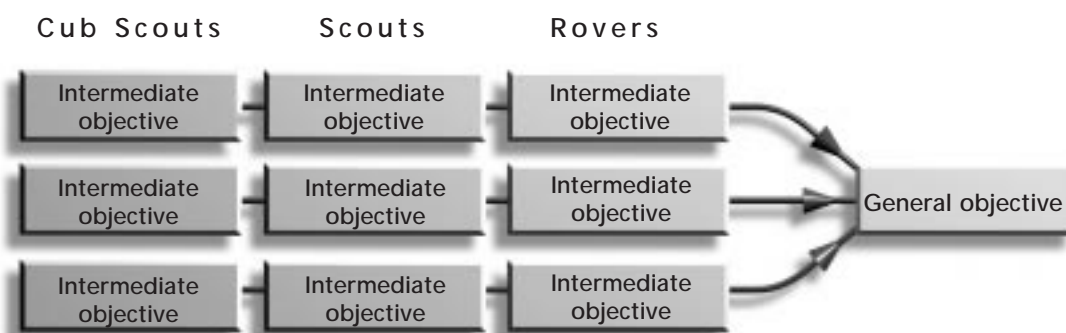 Cub Scouts Scouts Rovers
Intermediate objective Intermediate objective Intermediate objective
Intermediate objective Intermediate objective Intermediate objective General objective
Intermediate objective Intermediate objective Intermediate objective